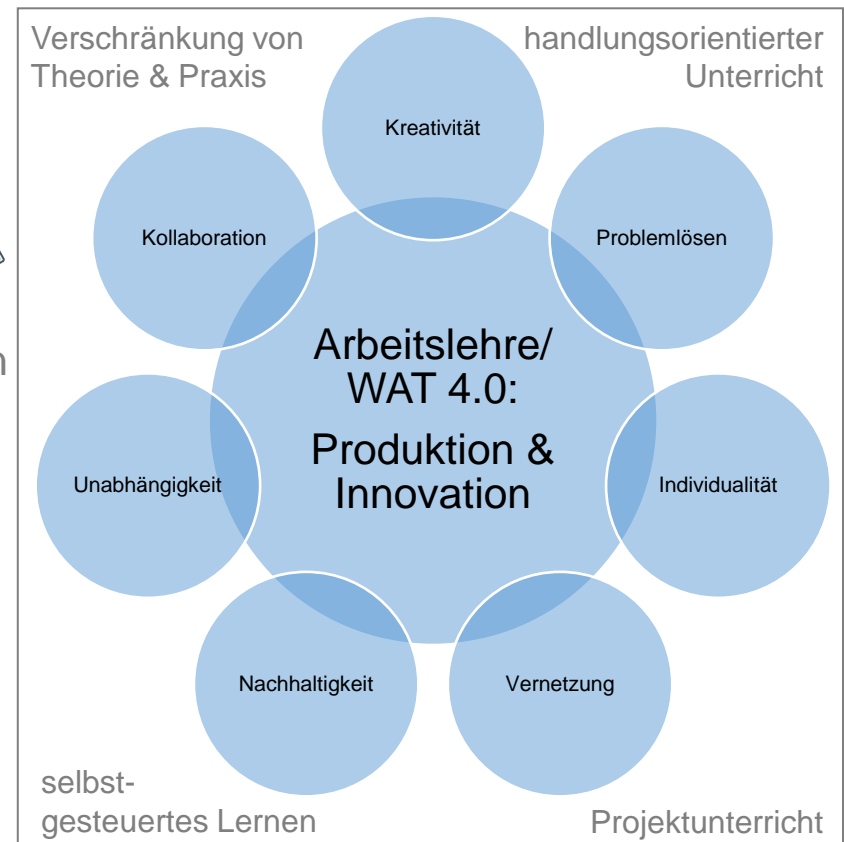 Verschränkung von
Theorie & Praxis
handlungsorientierter
Unterricht
Kreativität
Kollaboration
Problemlösen
Arbeitslehre/
WAT 4.0:
Produktion &
Innovation
Unabhängigkeit
Individualität
Nachhaltigkeit
Vernetzung
selbst-
gesteuertes Lernen
Projektunterricht